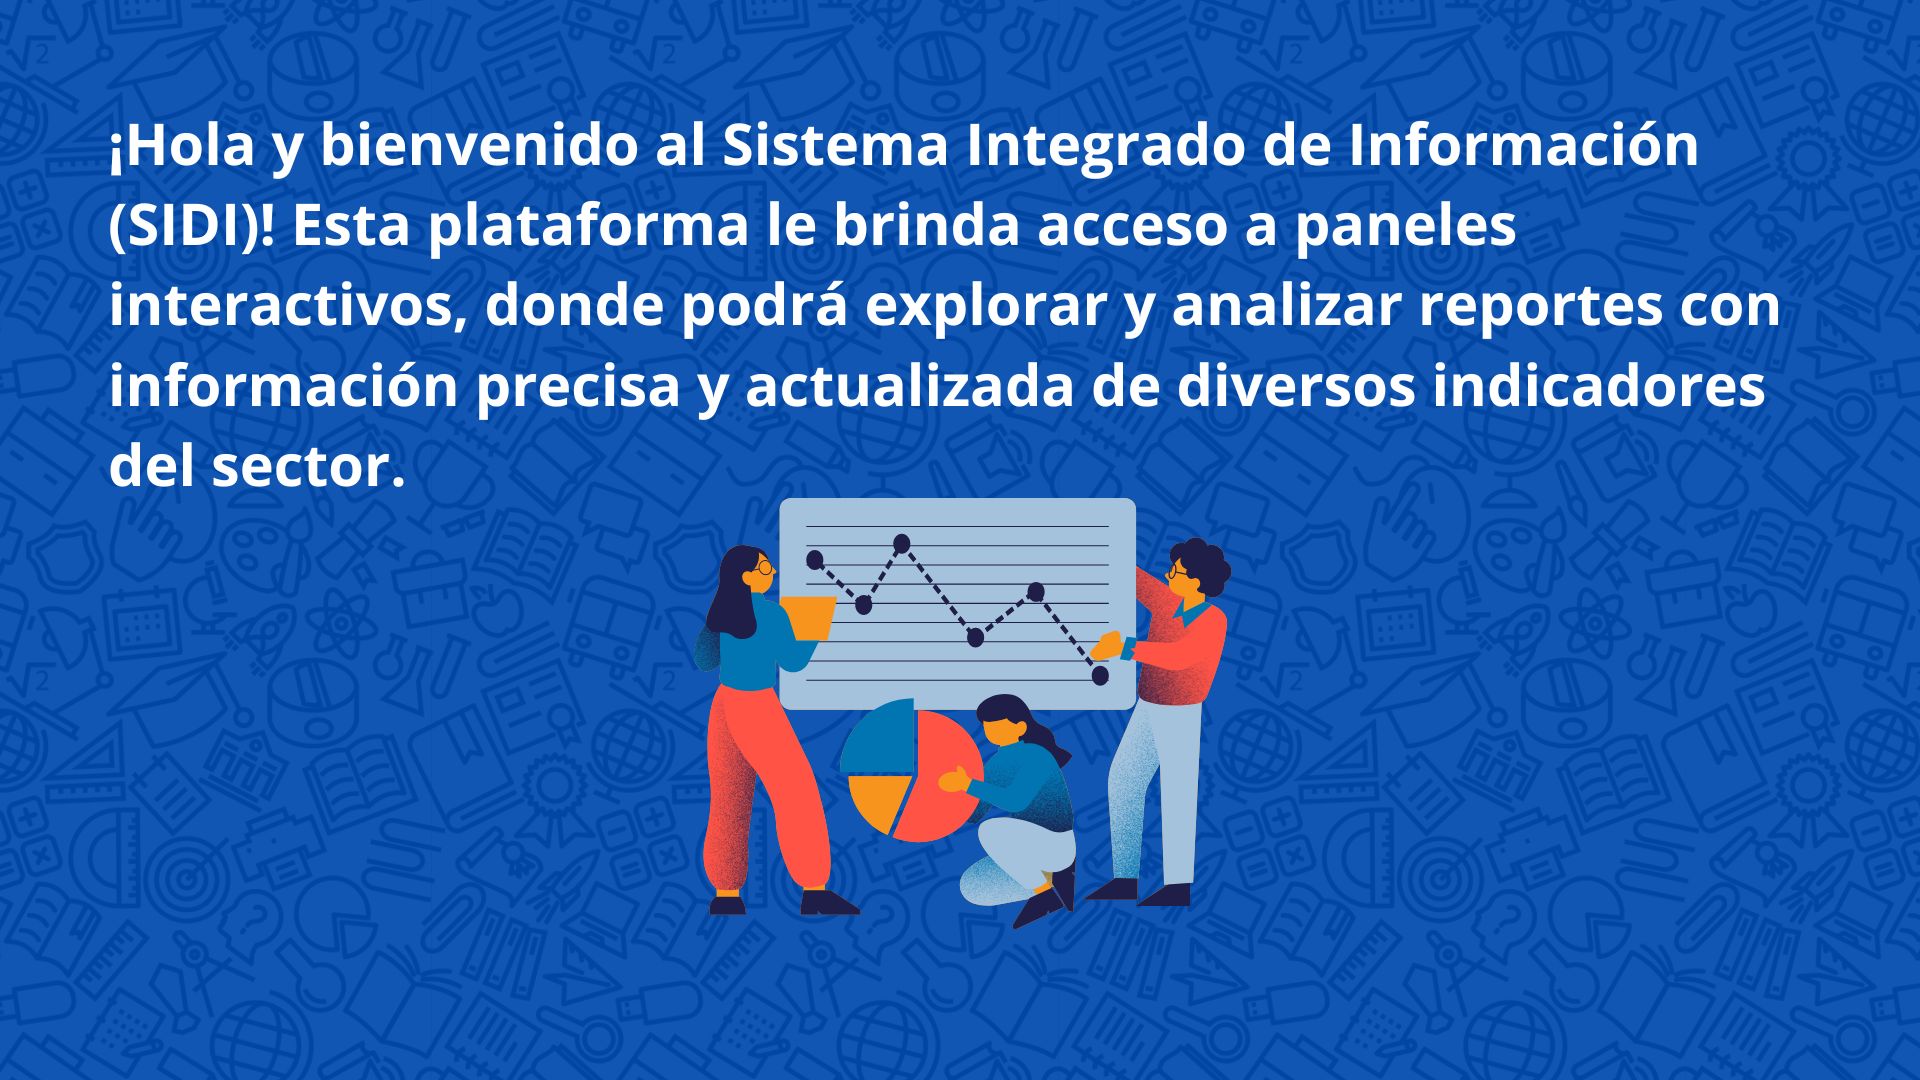 ¡Hola y bienvenido al Sistema Integrado de Información
(SIDI)! Esta plataforma le brinda acceso a paneles
interactivos, donde podrá explorar y analizar reportes con
información precisa y actualizada de diversos indicadores
del sector.